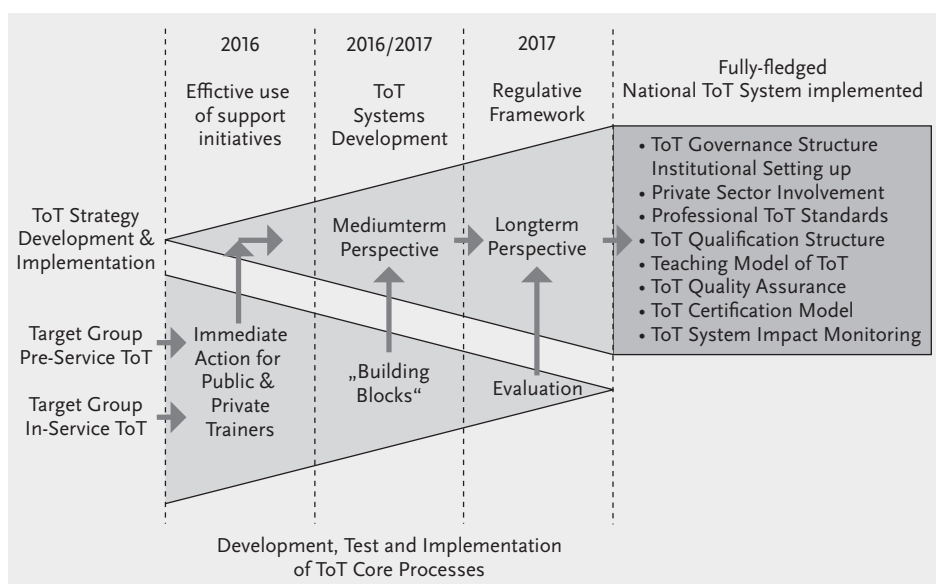 2016
Effictive use
of support
initiatives
2016/2017
ToT
Systems
Development
2017
Regulative
Framework
Fully-fledged
National ToT System implemented
• ToT Governance Structure
Institutional Setting up
• Private Sector Involvement
• Professional ToT Standards
• ToT Qualification Structure
• Teaching Model of ToT
• ToT Quality Assurance
• ToT Certification Model
• ToT System Impact Monitoring
ToT Strategy
Development &
Implementation
Mediumterm
Perspective
Longterm
Perspective
Target Group
Pre-Service ToT
Target Group
In-Service ToT
Immediate
Action for
Public &
Private
Trainers
„Building
Blocks“
Evaluation
Development, Test and Implementation
of ToT Core Processes